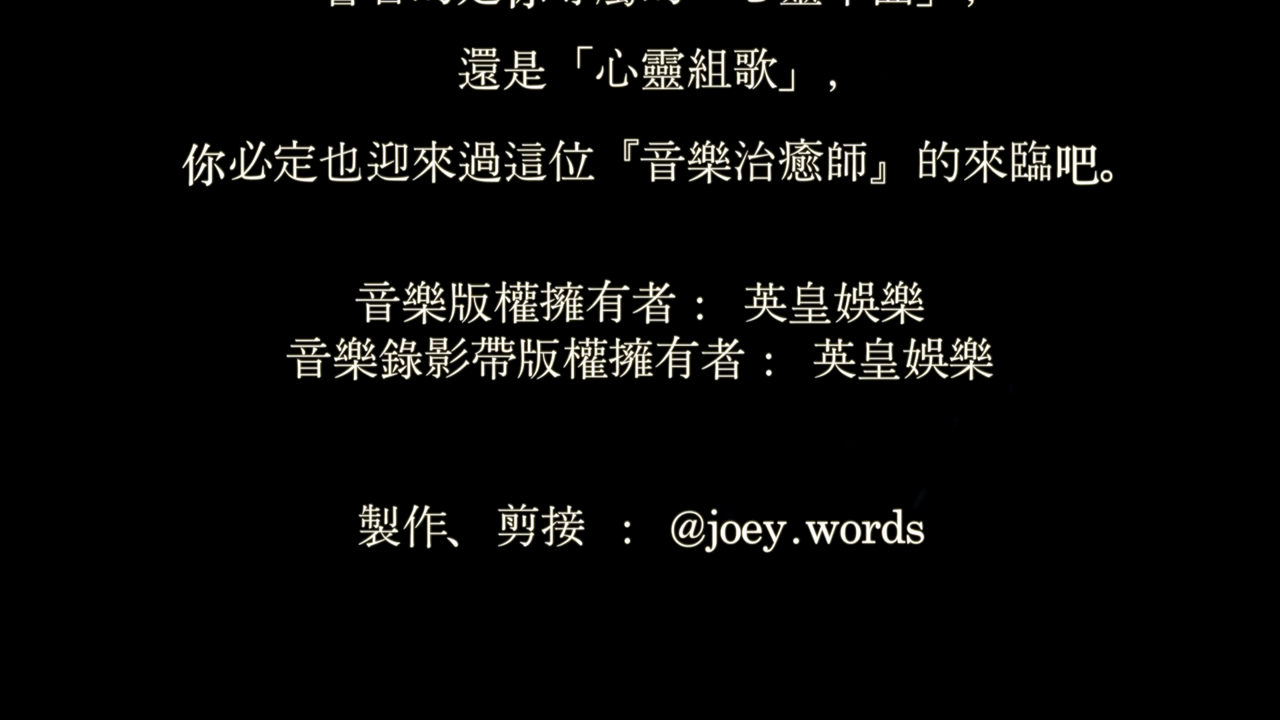 還是「心靈組歌」，
你必定也迎來過這位『音樂治癒師』的來臨吧。
音樂版權擁有者： 英皇娛樂
音樂錄影帶版權擁有者： 英皇娛樂
製作、剪接 ： @joey.words